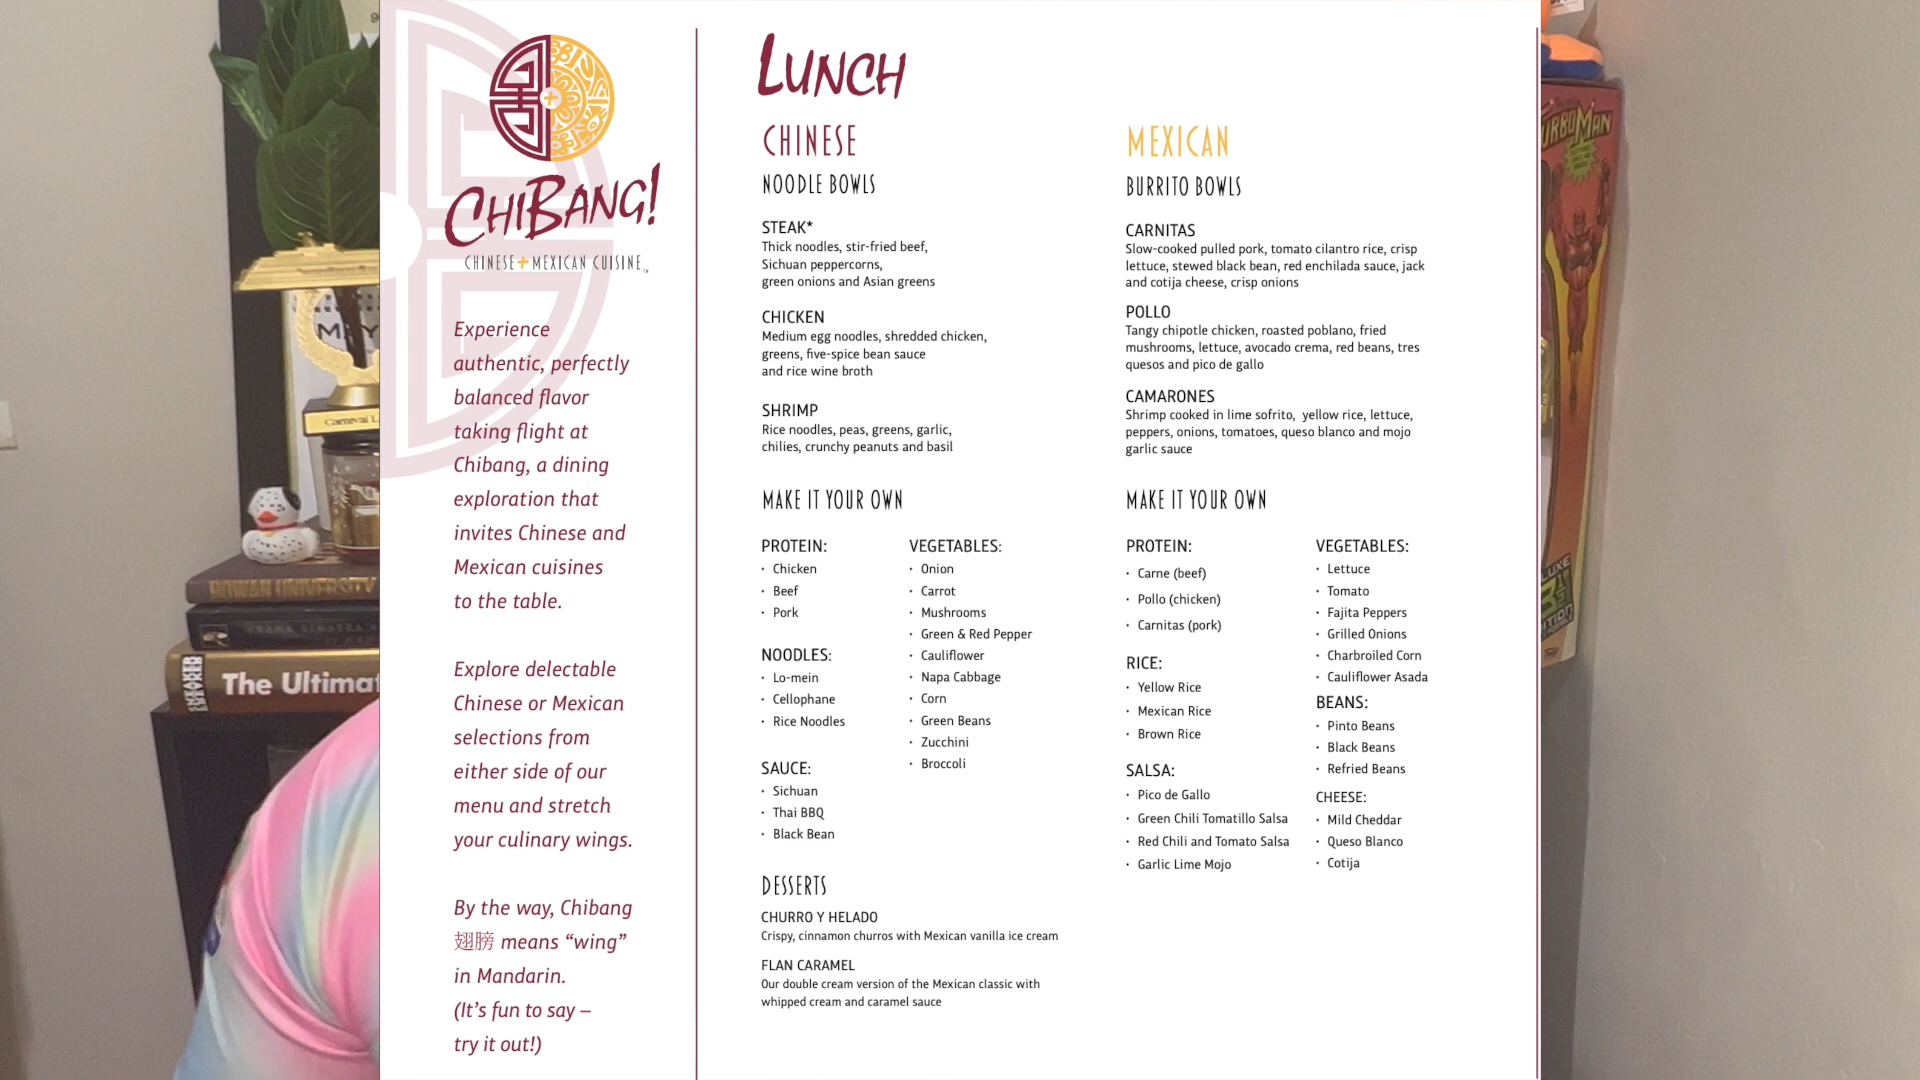 CHIBANG!
CHINESE+MEXICAN CUISINE
Experience
authentic, perfectly
balanced flavor
taking flight at
Chibang, a dining
exploration that
invites Chinese and
Mexican cuisines
to the table.
Explore delectable
Chinese or Mexican
selections from
either side of our
menu and stretch
your culinary wings.
By the way, Chibang
翅膀 means “wing”
in Mandarin.
(It’s fun to say –
try it out!)
LUNCH
CHINESE
NOODLE BOWLS
STEAK*
Thick noodles, stir-fried beef,
Sichuan peppercorns,
green onions and Asian greens
CHICKEN
Medium egg noodles, shredded chicken,
greens, five-spice bean sauce
and rice wine broth
SHRIMP
Rice noodles, peas, greens, garlic,
chilies, crunchy peanuts and basil
MAKE IT YOUR OWN
PROTEIN:
• Chicken
• Beef
• Pork
NOODLES:
• Lo-mein
• Cellophane
• Rice Noodles
SAUCE:
• Sichuan
• Thai BBQ
• Black Bean
VEGETABLES:
• Onion
• Carrot
• Mushrooms
• Green & Red Pepper
• Cauliflower
• Napa Cabbage
• Corn
• Green Beans
• Zucchini
• Broccoli
DESSERTS
CHURRO Y HELADO
Crispy, cinnamon churros with Mexican vanilla ice cream
FLAN CARAMEL
Our double cream version of the Mexican classic with
whipped cream and caramel sauce
MEXICAN
BURRITO BOWLS
CARNITAS
Slow-cooked pulled pork, tomato cilantro rice, crisp
lettuce, stewed black bean, red enchilada sauce, jack
and cotija cheese, crisp onions
POLLO
Tangy chipotle chicken, roasted poblano, fried
mushrooms, lettuce, avocado crema, red beans, tres
quesos and pico de gallo
CAMARONES
Shrimp cooked in lime sofrito, yellow rice, lettuce,
peppers, onions, tomatoes, queso blanco and mojo
garlic sauce
MAKE IT YOUR OWN
PROTEIN:
• Carne (beef)
• Pollo (chicken)
• Carnitas (pork)
RICE:
• Yellow Rice
• Mexican Rice
• Brown Rice
SALSA:
• Pico de Gallo
• Green Chili Tomatillo Salsa
• Red Chili and Tomato Salsa
• Garlic Lime Mojo
VEGETABLES:
• Lettuce
• Tomato
• Fajita Peppers
• Grilled Onions
• Charbroiled Corn
• Cauliflower Asada
BEANS:
• Pinto Beans
• Black Beans
• Refried Beans
CHEESE:
• Mild Cheddar
• Queso Blanco
• Cotija
Carnival L
ROWAN UNIVERSITY
FRANK SINATRA
The Ultimat
URBOMAN